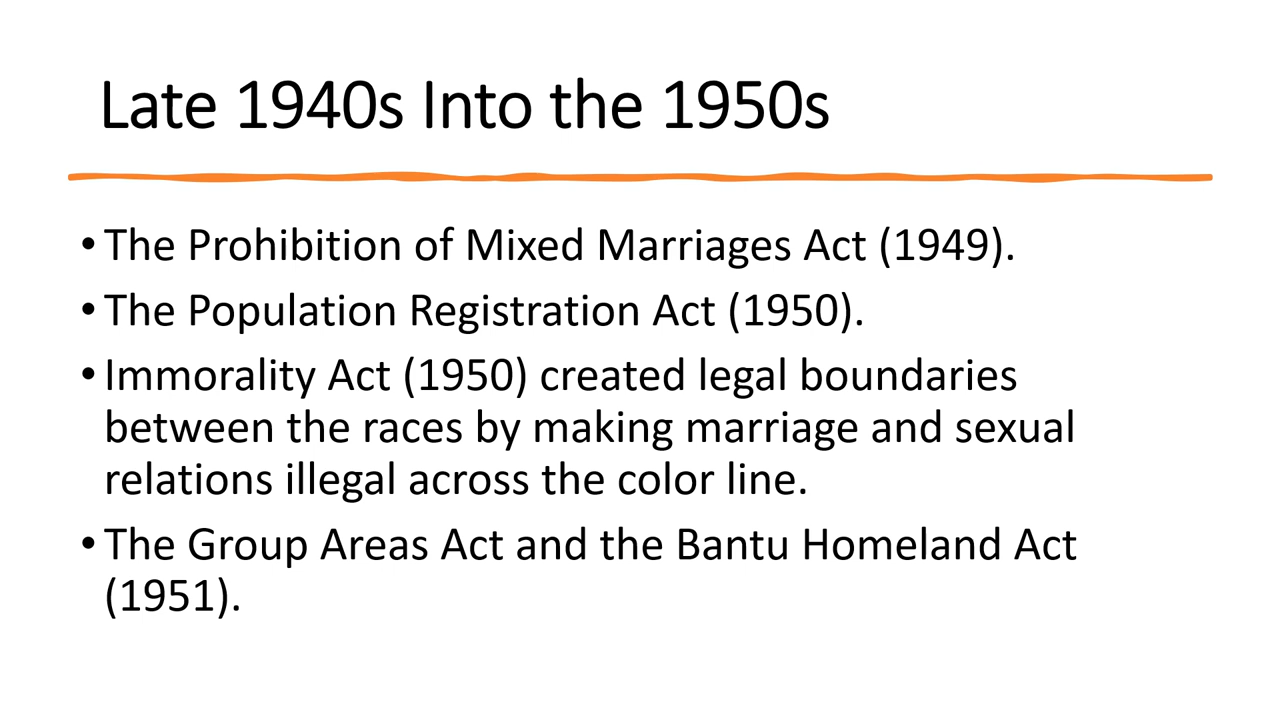 Late 1940s Into the 1950s
• The Prohibition of Mixed Marriages Act (1949).
• The Population Registration Act (1950).
• Immorality Act (1950) created legal boundaries
between the races by making marriage and sexual
relations illegal across the color line.
• The Group Areas Act and the Bantu Homeland Act
(1951).